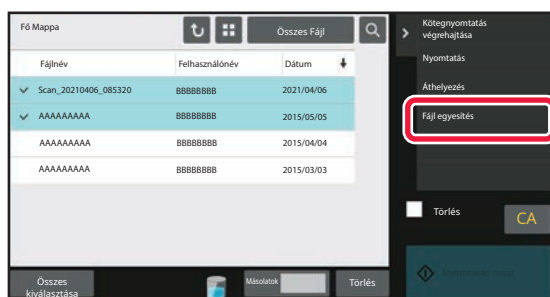 Fő Mappa
Összes Fájl
Fájlnév Felhasználónév Dátum
Scan_20210406_085320 BBBBBBBB 2021/04/06
AAAAAAAAA BBBBBBBB 2015/05/05
AAAAAAAAA BBBBBBBB 2015/04/04
AAAAAAAAA BBBBBBBB 2015/03/03
Összes
kiválasztása
Másolatok
Törlés
Kötegnyomtatás
végrehajtása
Nyomtatás
Áthelyezés
Fájl egyesítés
Törlés
CA